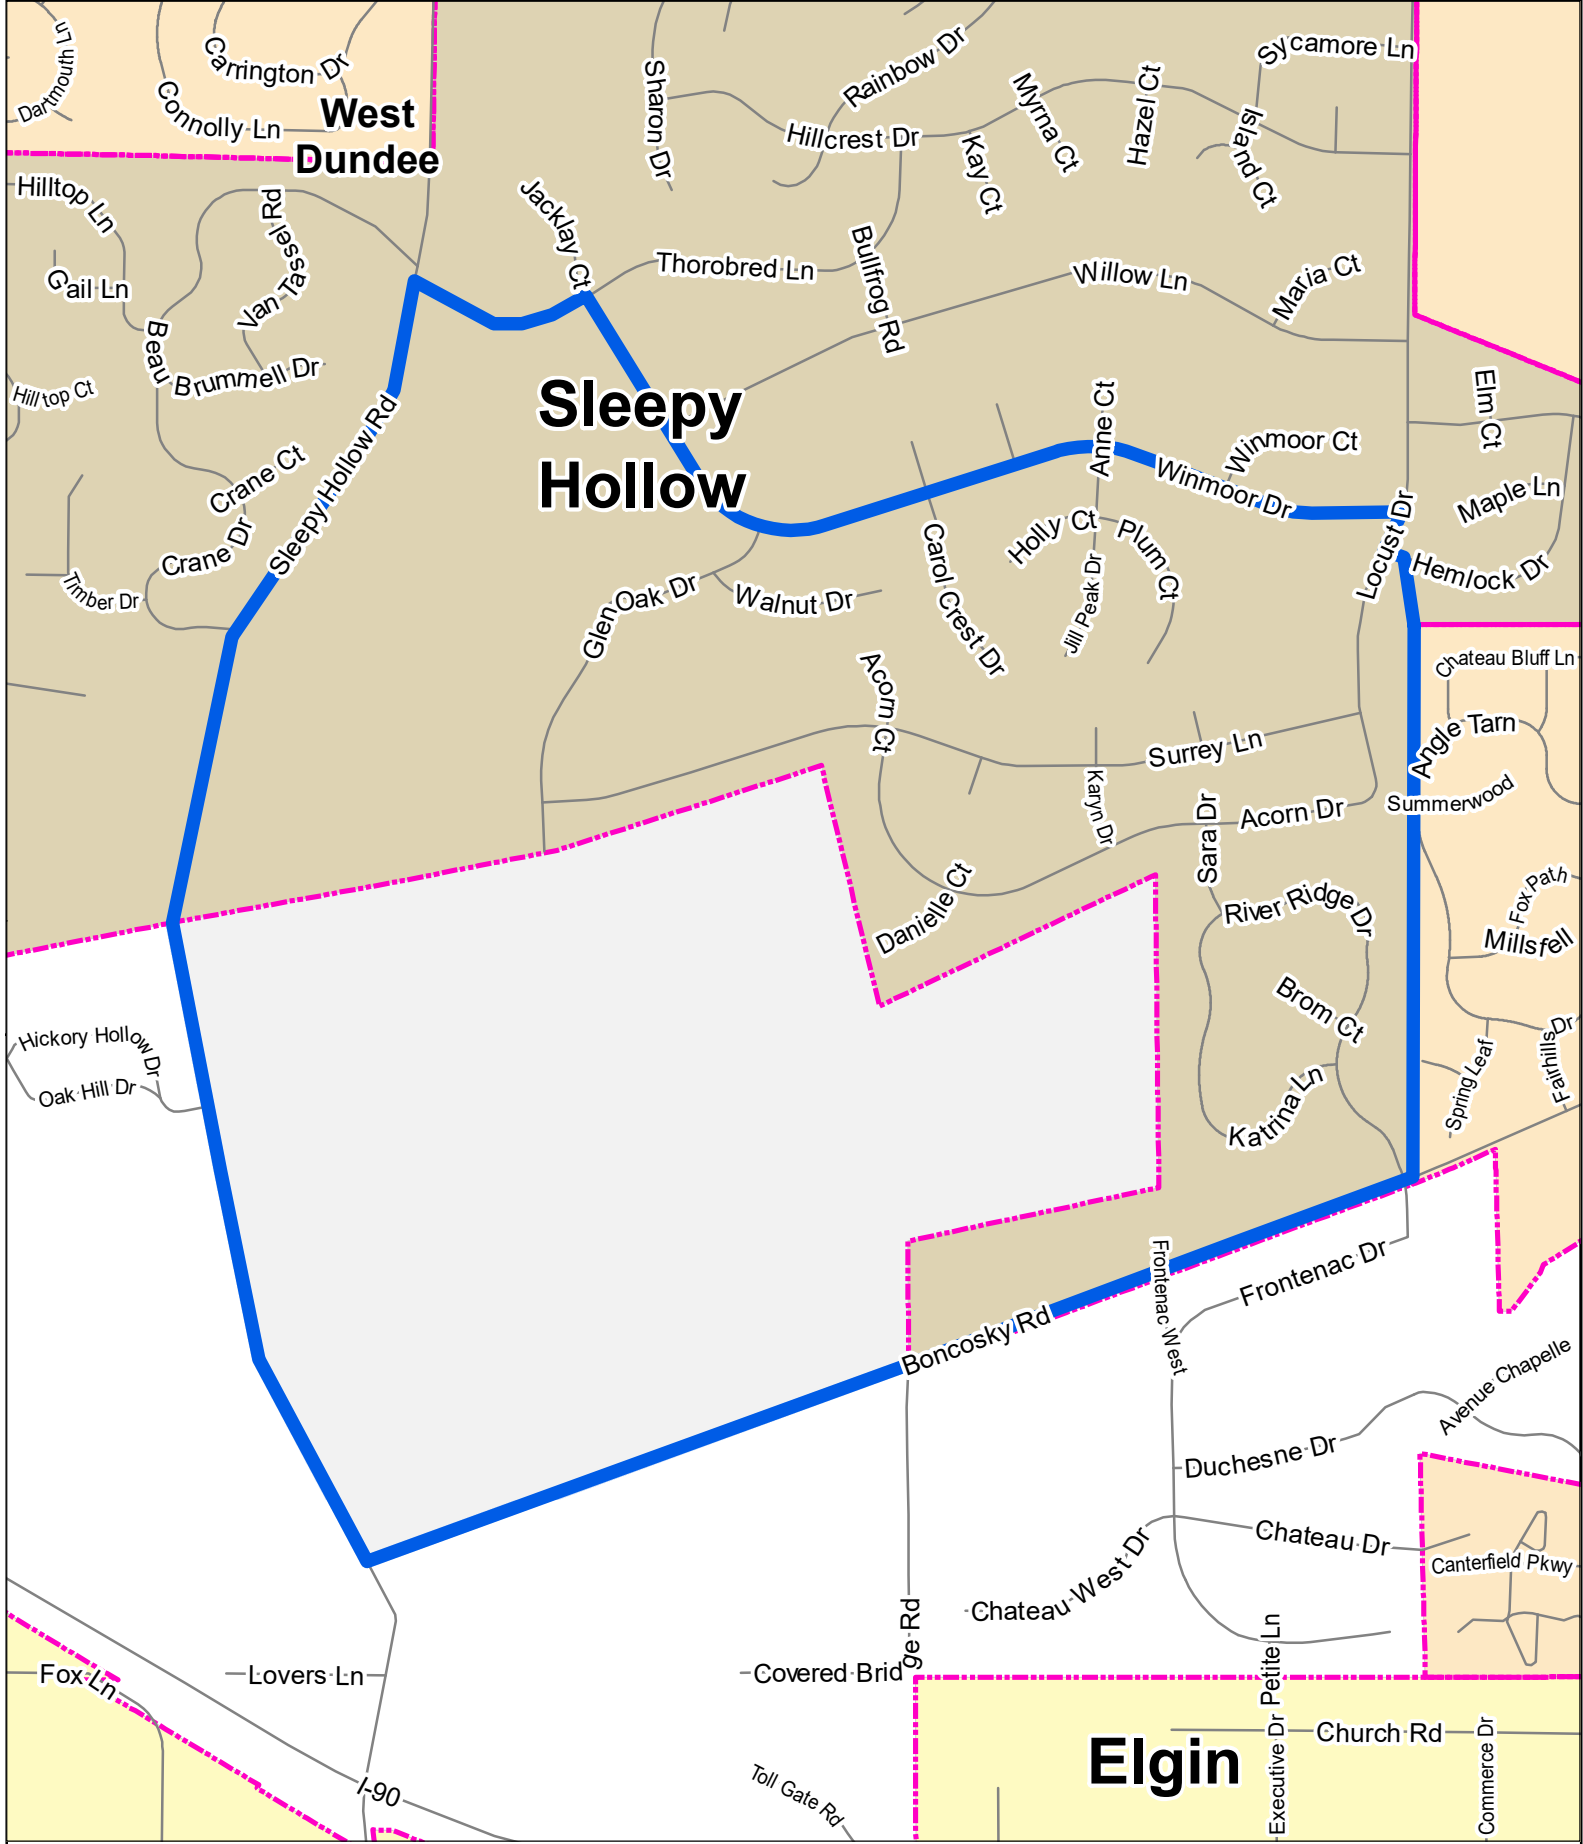 Dartmouth Ln
Carrington Dr
Connolly Ln
West
Dundee
Sharon Dr
Rainbow Dr
Hillcrest Dr
Myrna Ct
Kay Ct
Hazel Ct
Sycamore Ln
Island Ct
Hilltop Ln
Gail Ln
Van Tassel Rd
Jacklay Ct
Thorobred Ln
Bullfrog Rd
Willow Ln
Maria Ct
Beau
Brummell Dr
Hilltop Ct
Sleepy
Hollow
Sleepy Hollow Rd
Crane Ct
Crane Dr
Timber Dr
Anne Ct
Winmoor Ct
Winmoor Dr
Elm Ct
Maple Ln
Locust Dr
Hemlock Dr
Holly Ct
Plum Ct
Jill Peak Dr
Carol Crest Dr
Glen Oak Dr
Walnut Dr
Acorn Ct
Surrey Ln
Karyn Dr
Sara Dr
Acorn Dr
Chateau Bluff Ln
Angle Tarn
Summerwood
Fox Path
Millsfell
Danielle Ct
River Ridge Dr
Brom Ct
Katrina Ln
Spring Leaf
Fairhills Dr
Hickory Hollow Dr
Oak Hill Dr
Frontenac Dr
Frontenac West
Boncosky Rd
Avenue Chapelle
Duchesne Dr
Chateau Dr
Chateau West Dr
Canterfield Pkwy
Covered Bridge Rd
Petite Ln
Fox Ln
Lovers Ln
I-90
Toll Gate Rd
Elgin
Church Rd
Executive Dr
Commerce Dr